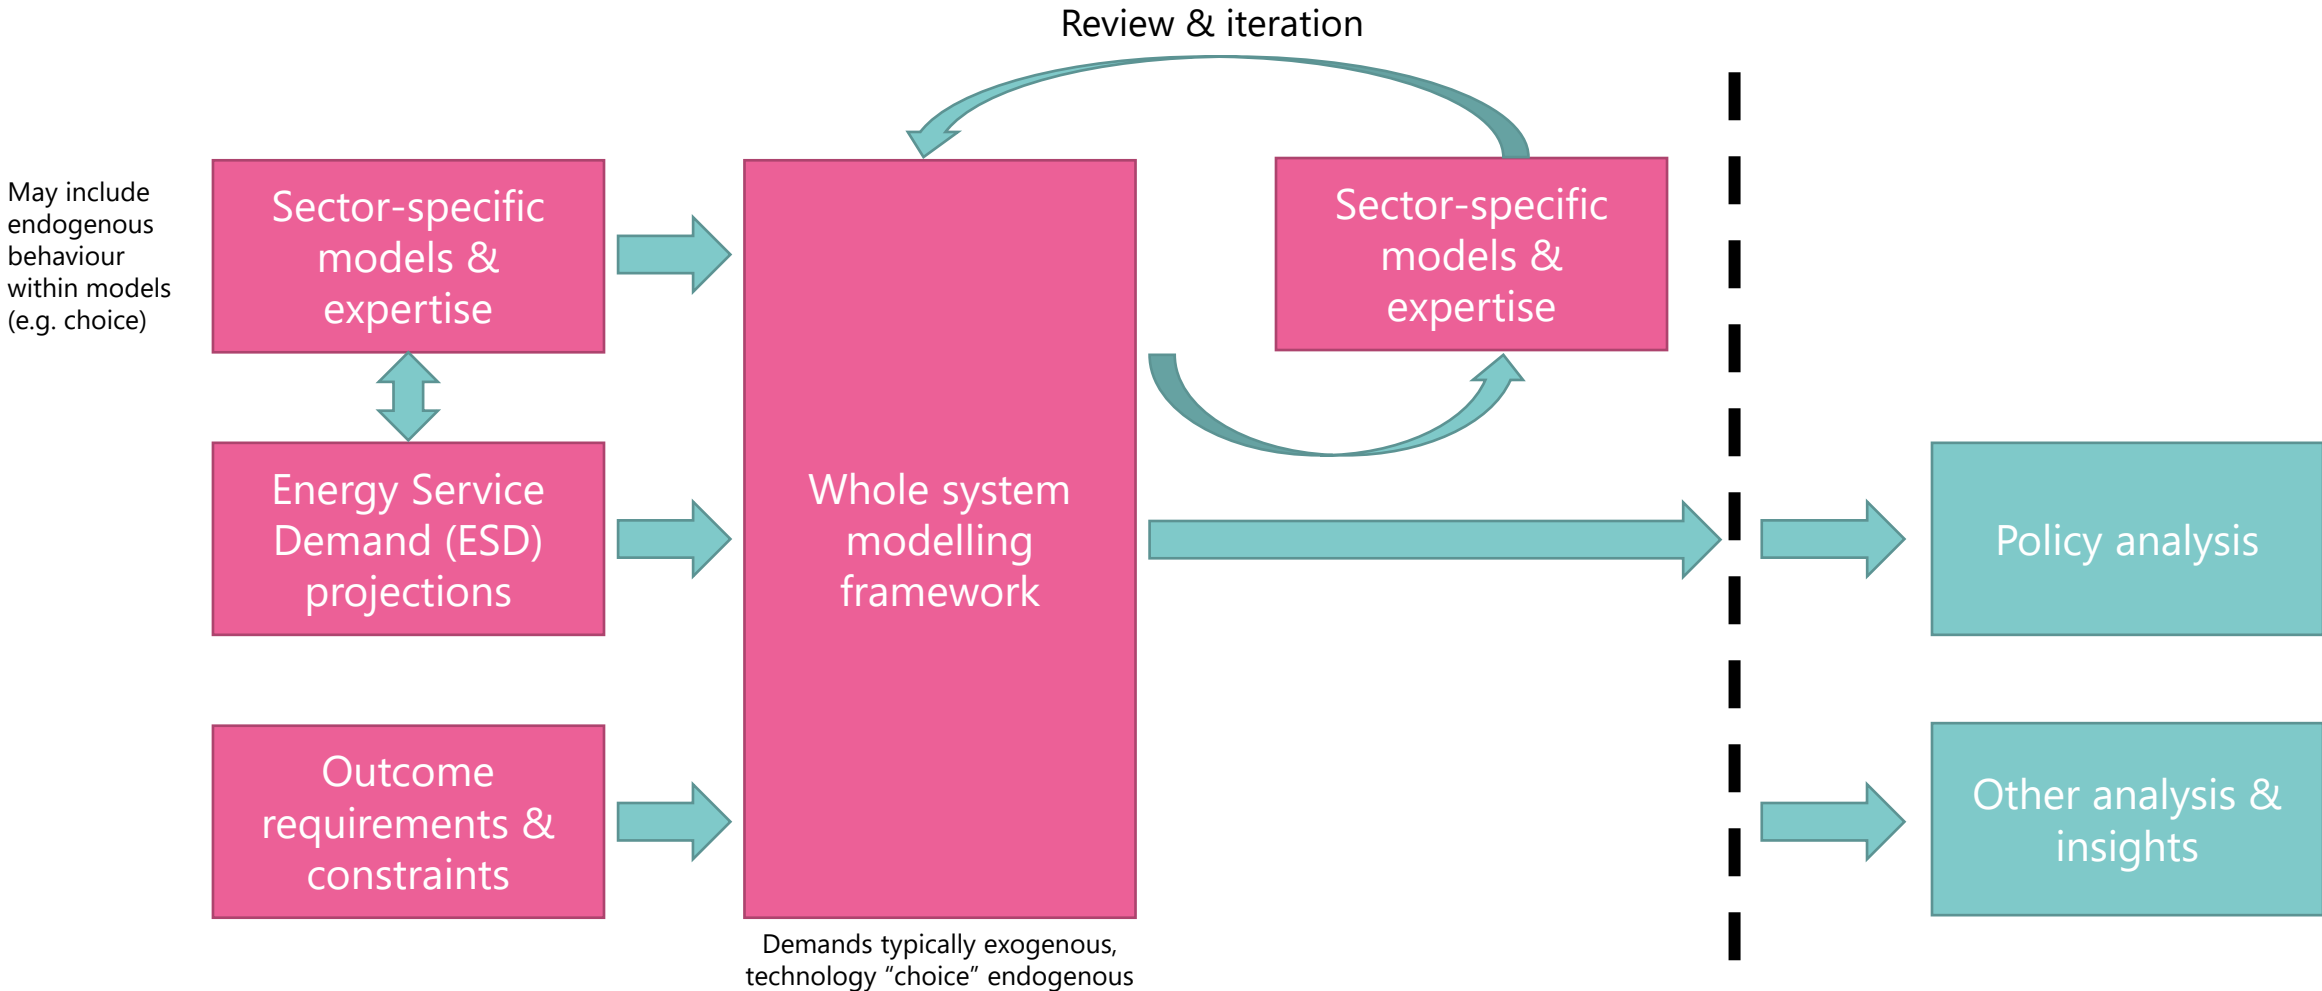 Review & iteration
May include
endogenous
behaviour
within models
(e.g. choice)
Sector-specific
models &
expertise
Sector-specific
models &
expertise
Energy Service
Demand (ESD)
projections
Whole system
modelling
framework
Policy analysis
Outcome
requirements &
constraints
Other analysis &
insights
Demands typically exogenous,
technology “choice” endogenous